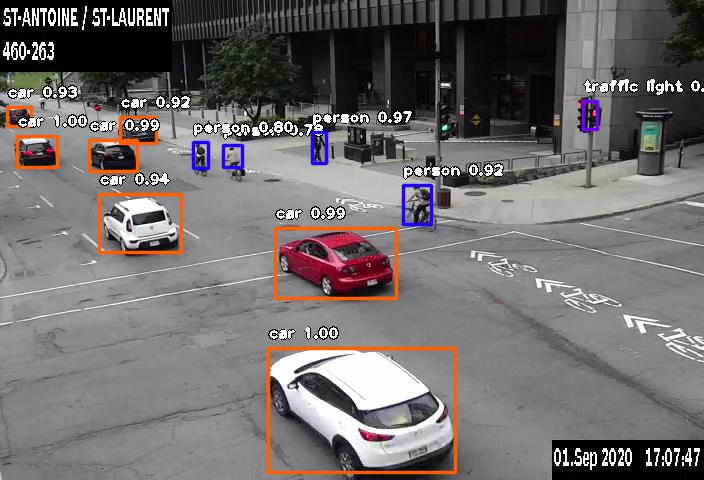 ST-ANTOINE / ST-LAURENT
460-263
traffic light 0.
car 0.93
car 0.92
person 0.97
car 1.00
car 0.99
person 0.80
person 0.92
car 0.94
car 0.99
car 1.00
01.Sep 2020 17:07:47